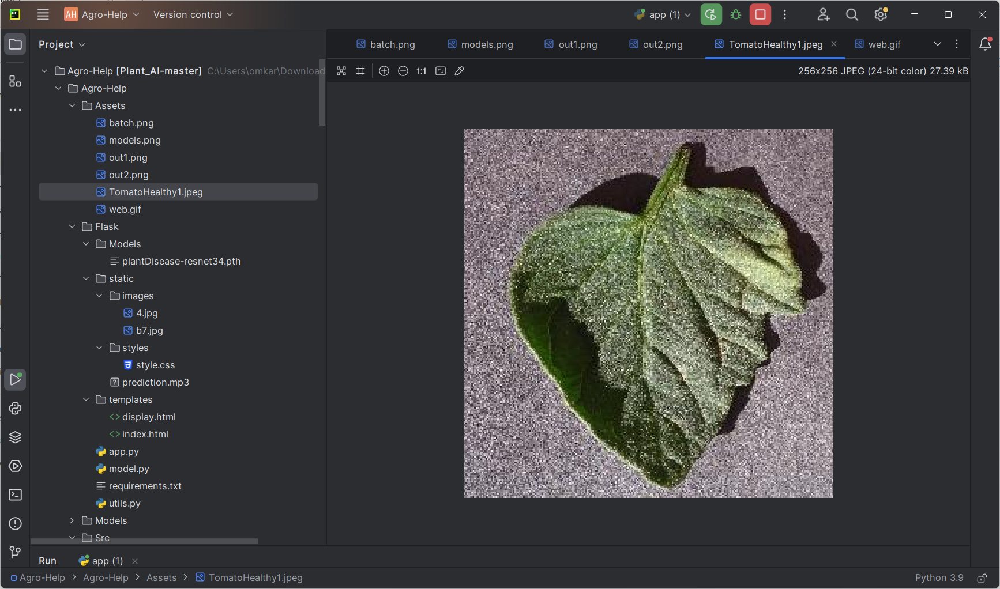 PC AH Agro-Help Version control app (1)
Project
batch.png models.png out1.png out2.png TomatoHealthy1.jpeg web.gif
Agro-Help [Plant_AI-master] C:\Users\omkar\Download
1:1 256x256 JPEG (24-bit color) 27.39 kB
Agro-Help
Assets
batch.png
models.png
out1.png
out2.png
TomatoHealthy1.jpeg
web.gif
Flask
Models
plantDisease-resnet34.pth
static
images
4.jpg
b7.jpg
styles
style.css
prediction.mp3
templates
display.html
index.html
app.py
model.py
requirements.txt
utils.py
Models
Src
Run app (1)
Agro-Help > Agro-Help > Assets > TomatoHealthy1.jpeg Python 3.9